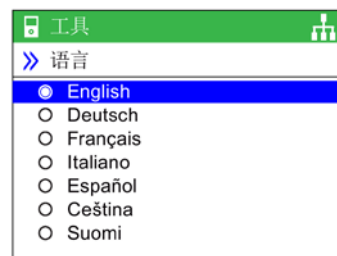 工具
语言
English
Deutsch
Français
Italiano
Español
Ceština
Suomi